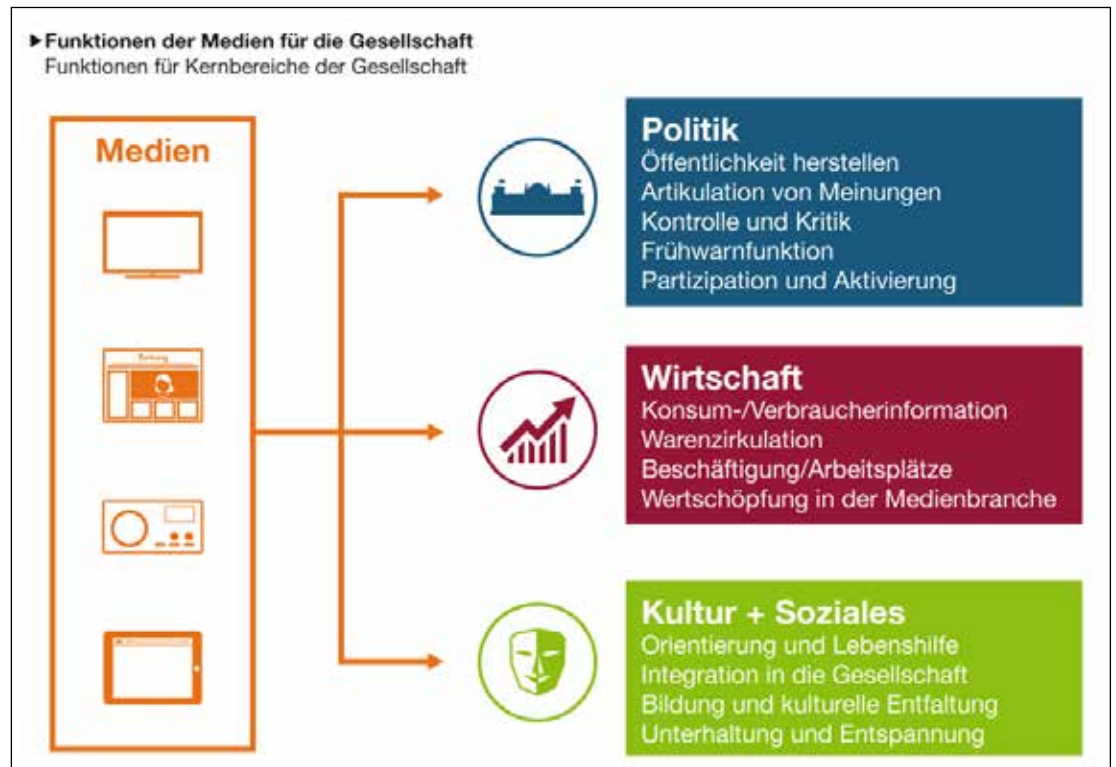 Funktionen der Medien für die Gesellschaft
Funktionen für Kernbereiche der Gesellschaft
Medien
Zeitung
Politik
Öffentlichkeit herstellen
Artikulation von Meinungen
Kontrolle und Kritik
Frühwarnfunktion
Partizipation und Aktivierung
Wirtschaft
Konsum-/Verbraucherinformation
Warenzirkulation
Beschäftigung/Arbeitsplätze
Wertschöpfung in der Medienbranche
Kultur + Soziales
Orientierung und Lebenshilfe
Integration in die Gesellschaft
Bildung und kulturelle Entfaltung
Unterhaltung und Entspannung